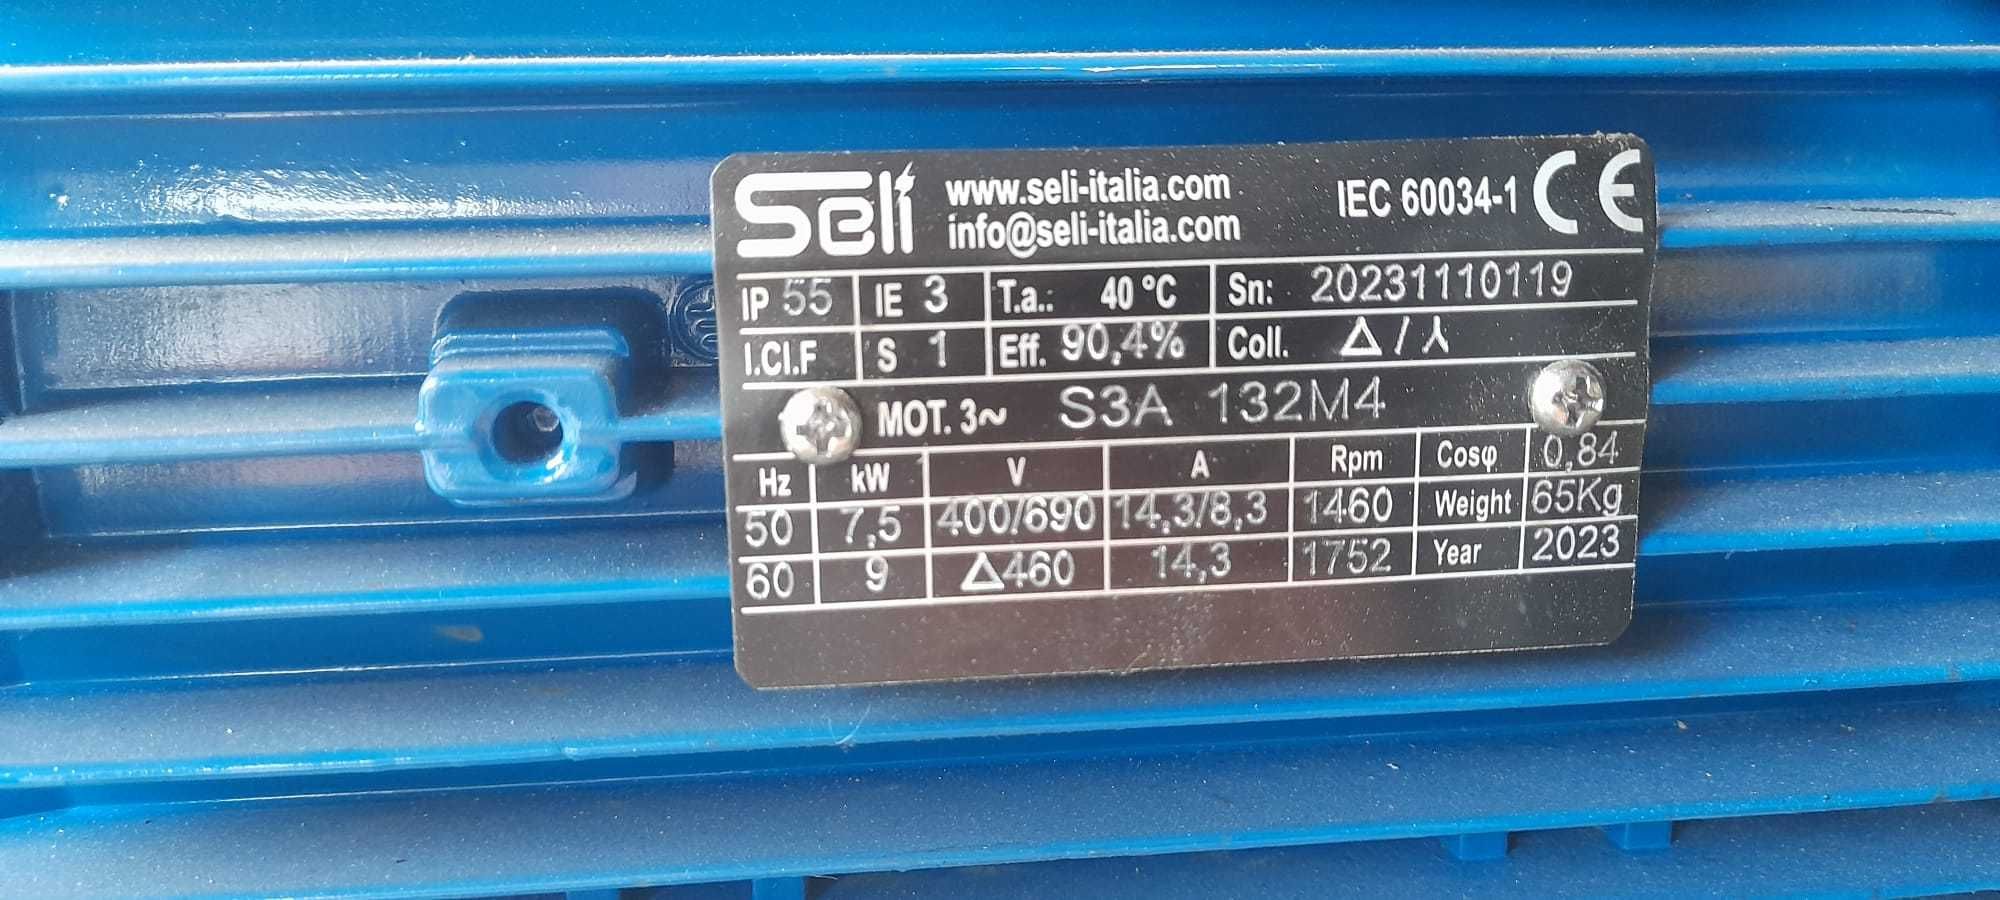 Seli www.seli-italia.com IEC 60034-1 CE
info@seli-italia.com
IP 55 IE 3 T.a.: 40 °C Sn: 20231110119
I.Cl.F S 1 Eff. 90,4% Coll. Δ / Y
MOT. 3~ S3A 132M4
Hz kW V A Rpm Cosφ 0,84
50 7,5 400/690 14,3/8,3 1460 Weight 65Kg
60 9 Δ460 14,3 1752 Year 2023